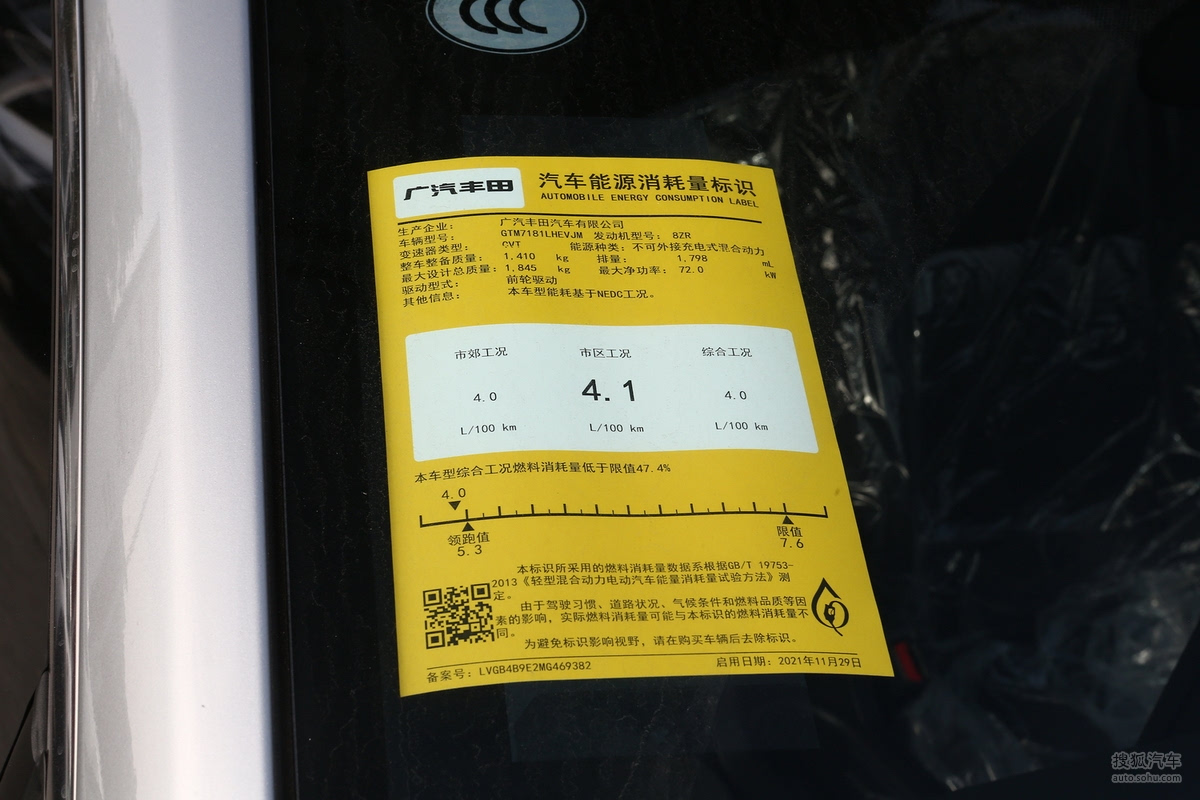 广汽丰田
汽车能源消耗量标识
AUTOMOBILE ENERGY CONSUMPTION LABEL
生产企业： 广汽丰田汽车有限公司
车辆型号： GTM7181LHEVJM 发动机型号： 8ZR
变速器类型： CVT 能源种类：不可外接充电式混合动力
整车整备质量： 1,410 kg 排量： 1,798 mL
最大设计总质量： 1,845 kg 最大净功率： 72.0 kW
驱动型式： 前轮驱动
其他信息： 本车型能耗基于NEDC工况。
市郊工况 市区工况 综合工况
4.0 4.1 4.0
L/100 km L/100 km L/100 km
本车型综合工况燃料消耗量低于限值47.4%
4.0
领跑值 限值
5.3 7.6
本标识所采用的燃料消耗量数据系根据GB/T 19753-
2013《轻型混合动力电动汽车能量消耗量试验方法》测
定。
由于驾驶习惯、道路状况、气候条件和燃料品质等因
素的影响，实际燃料消耗量可能与本标识的燃料消耗量不
同。
为避免标识影响视野，请在购买车辆后去除标识。
备案号：LVGB4B9E2MG469382 启用日期：2021年11月29日
搜狐汽车
auto.sohu.com